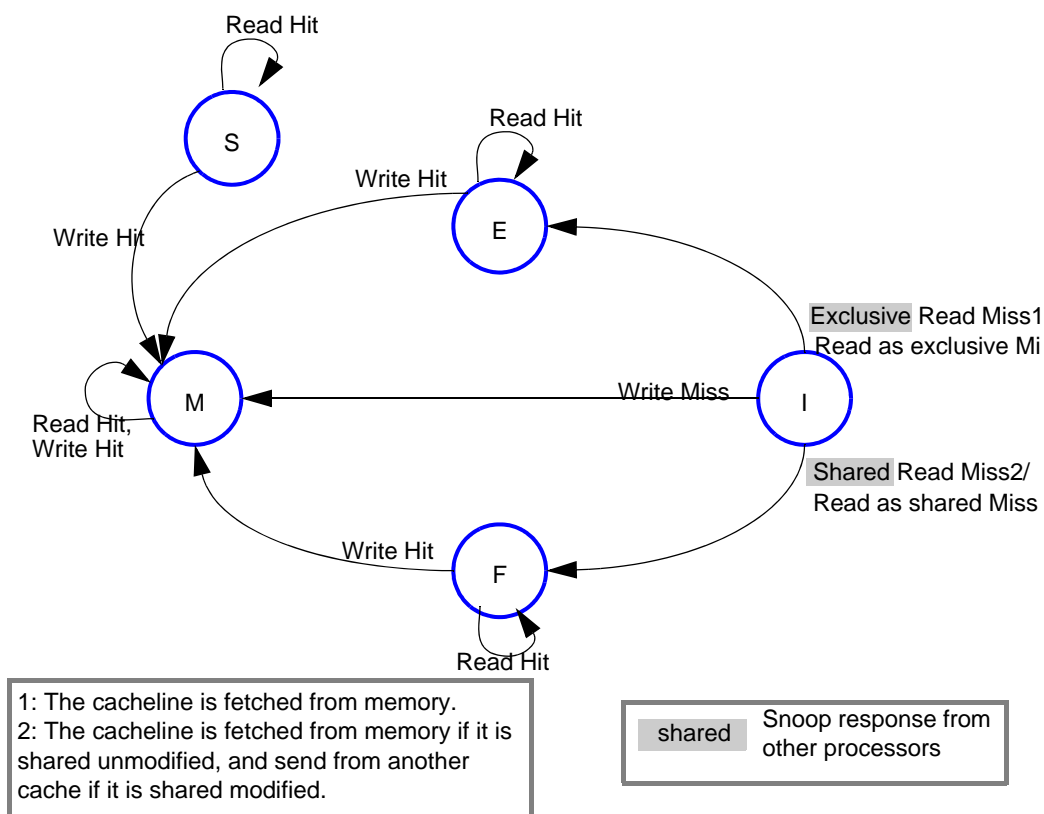 Read Hit
S
Read Hit
Write Hit
E
Write Hit
Exclusive Read Miss1
Read as exclusive Mi
Write Miss
M
I
Read Hit,
Write Hit
Shared Read Miss2/
Read as shared Miss
Write Hit
F
Read Hit
1: The cacheline is fetched from memory.
2: The cacheline is fetched from memory if it is
shared unmodified, and send from another
cache if it is shared modified.
shared
Snoop response from
other processors